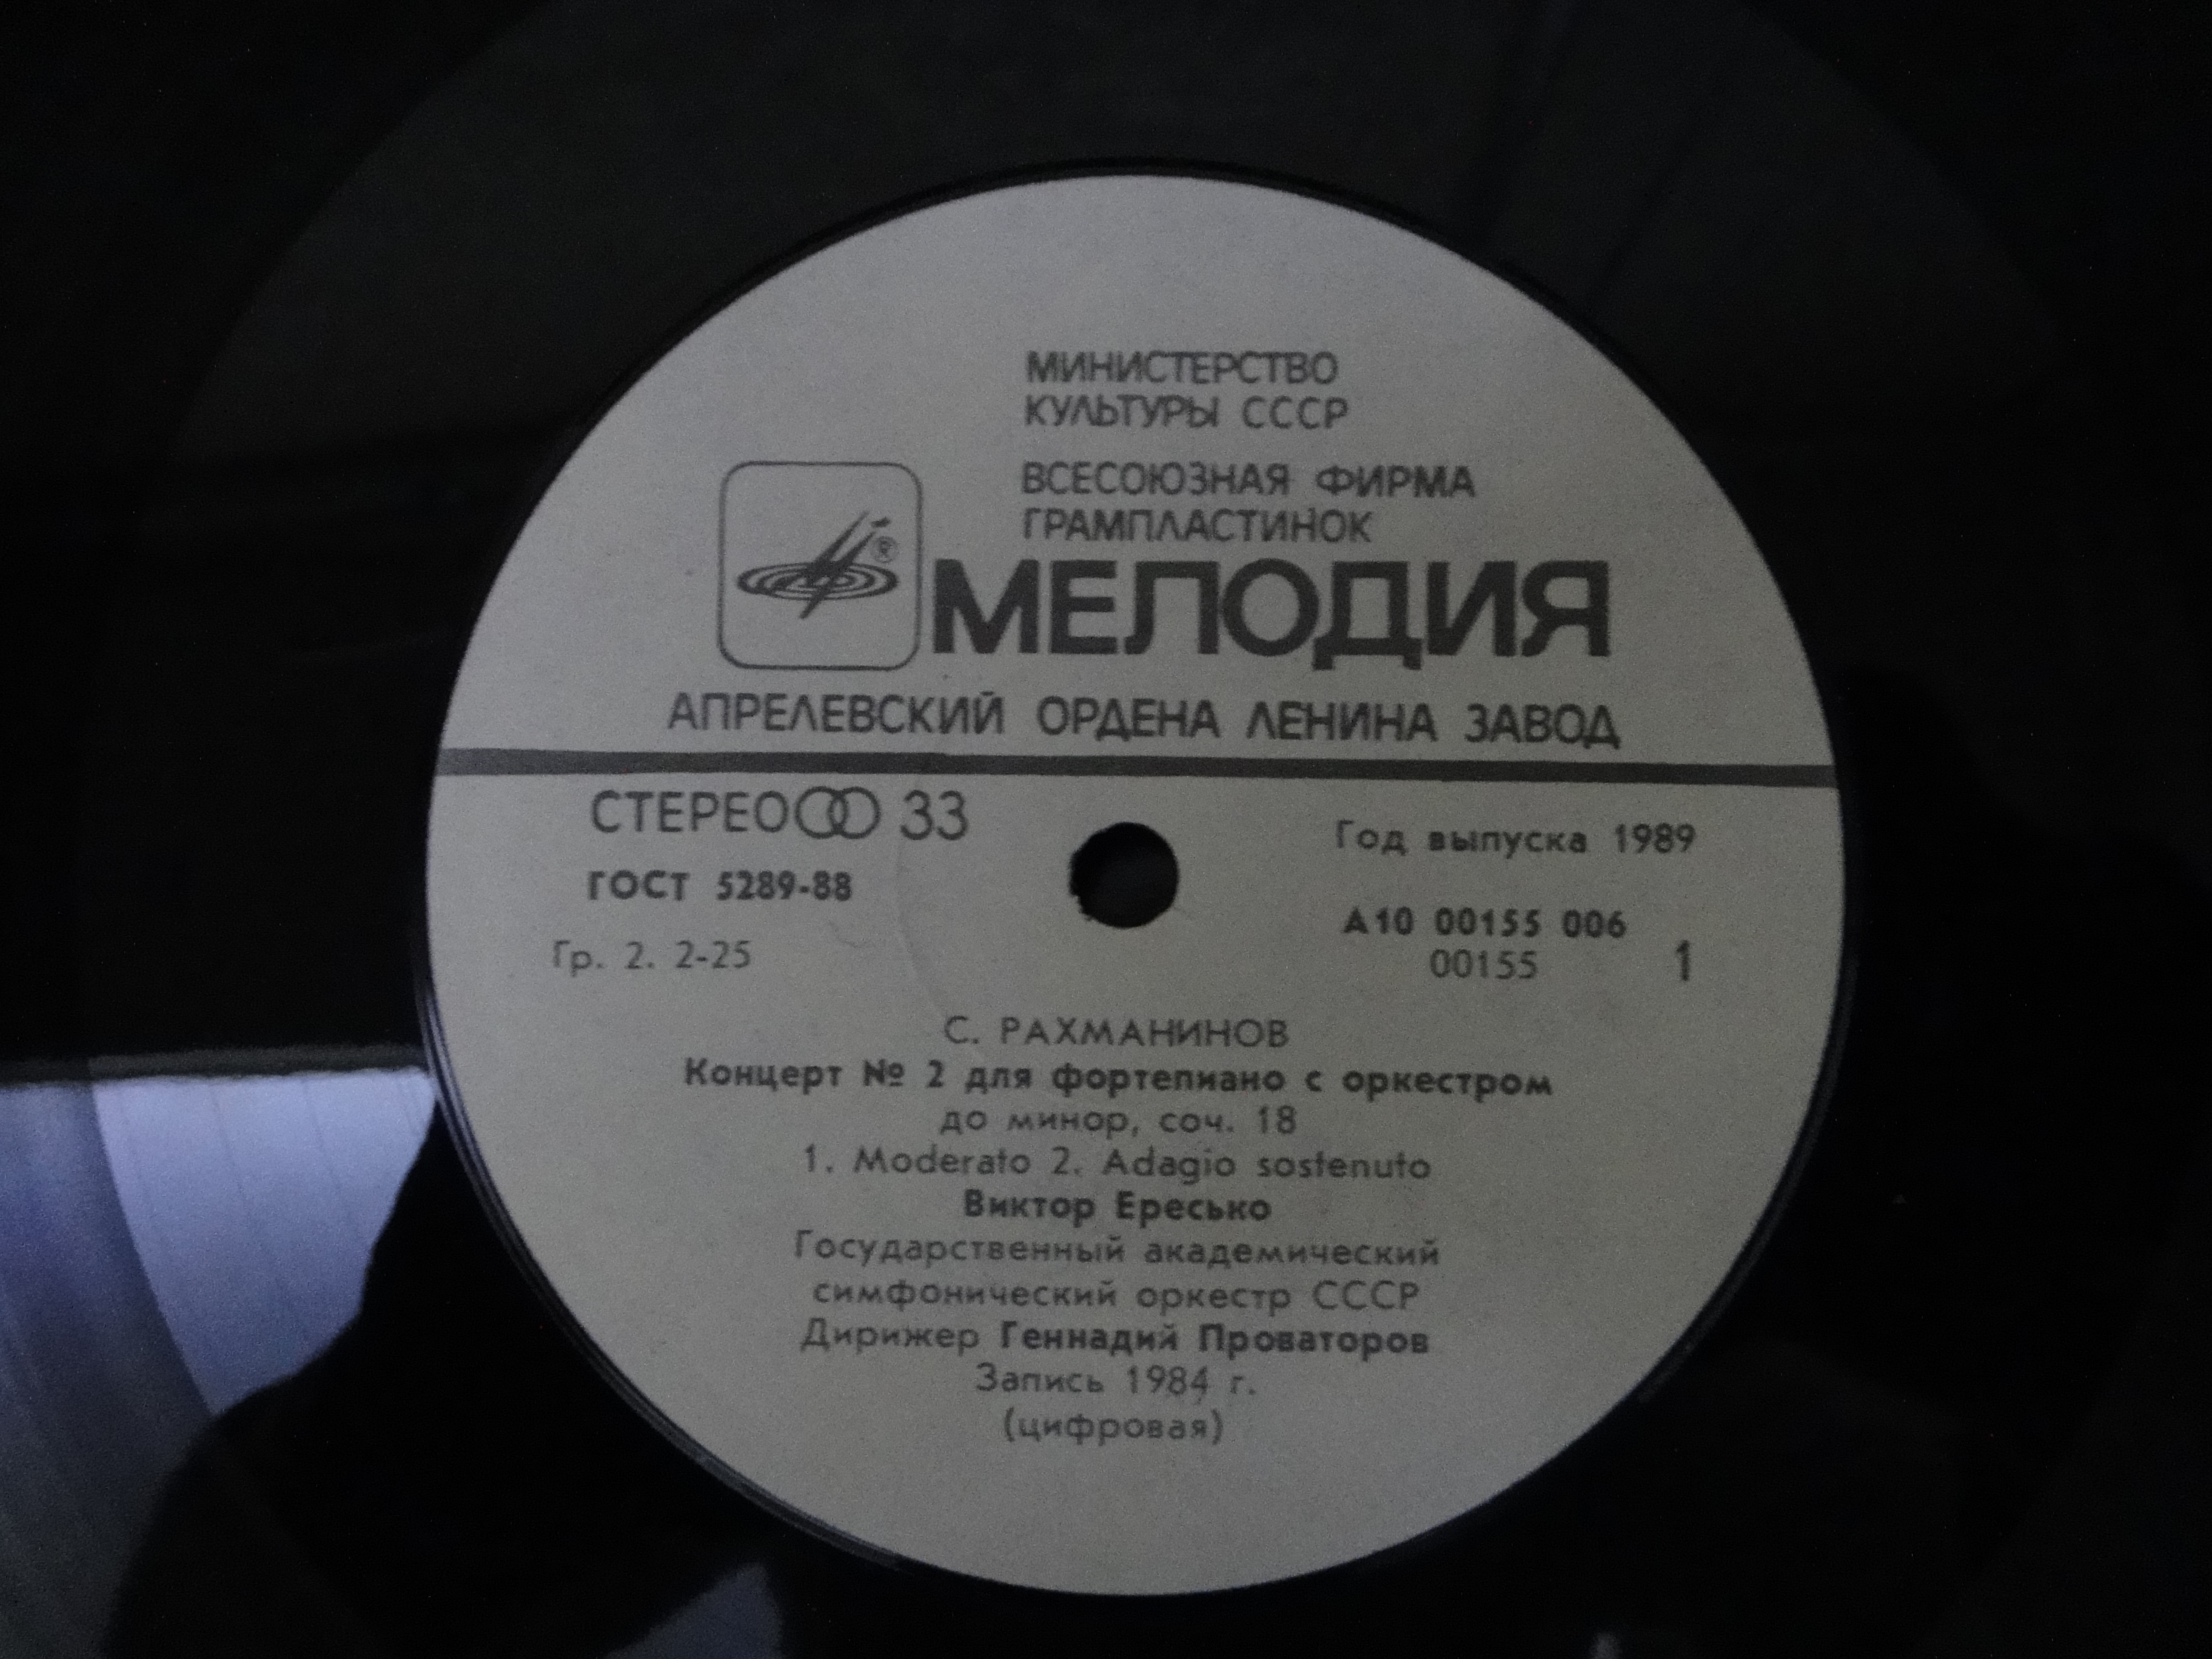 МИНИСТЕРСТВО
КУЛЬТУРЫ СССР
ВСЕСОЮЗНАЯ ФИРМА
ГРАМПЛАСТИНОК
®
МЕЛОДИЯ
АПРЕЛЕВСКИЙ ОРДЕНА ЛЕНИНА ЗАВОД
СТЕРЕО 33
Год выпуска 1989
ГОСТ 5289-88
А10 00155 006
Гр. 2. 2-25
00155 1
С. РАХМАНИНОВ
Концерт № 2 для фортепиано с оркестром
до минор, соч. 18
1. Moderato 2. Adagio sostenuto
Виктор Ересько
Государственный академический
симфонический оркестр СССР
Дирижер Геннадий Проваторов
Запись 1984 г.
(цифровая)